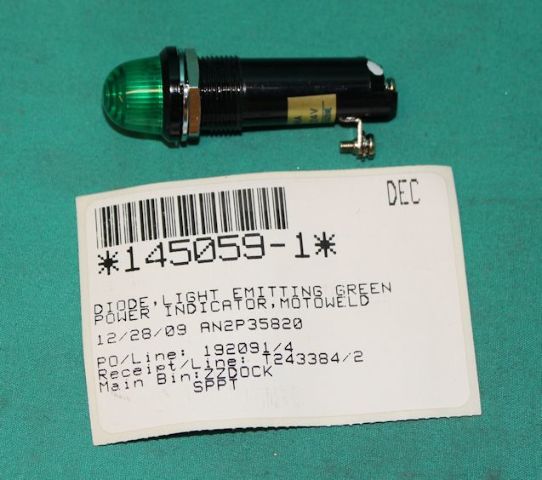 24V
DEC
*145059-1*
DIODE,LIGHT EMITTING GREEN
POWER INDICATOR,MOTOWELD
12/28/09 AN2P35820
PO/Line: 192091/4
Receipt/Line: T243384/2
Main Bin:ZZDOCK
SPPT